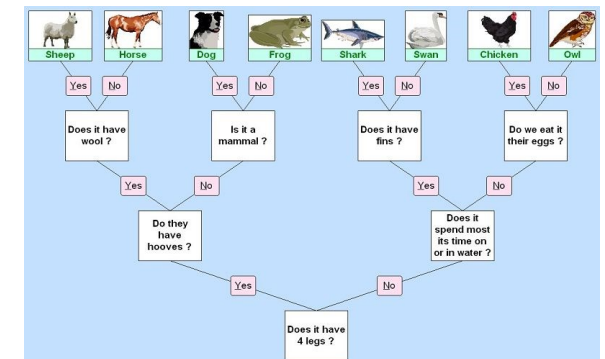 Sheep Horse Dog Frog Shark Swan Chicken Owl
Yes No Yes No Yes No Yes No
Does it have
wool ?
Is it a
mammal ?
Does it have
fins ?
Do we eat it
their eggs ?
Yes No Yes No
Do they
have
hooves ?
Does it
spend most
its time on
or in water ?
Yes No
Does it have
4 legs ?